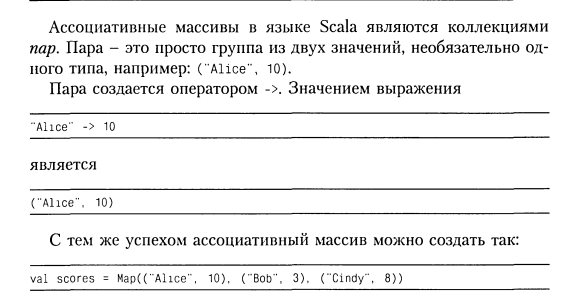 Ассоциативные массивы в языке Scala являются коллекциями
пар. Пара – это просто группа из двух значений, необязательно од-
ного типа, например: ("Alice", 10).
Пара создается оператором ->. Значением выражения
"Alice" -> 10
является
("Alice", 10)
С тем же успехом ассоциативный массив можно создать так:
val scores = Map(("Alice", 10), ("Bob", 3), ("Cindy", 8))